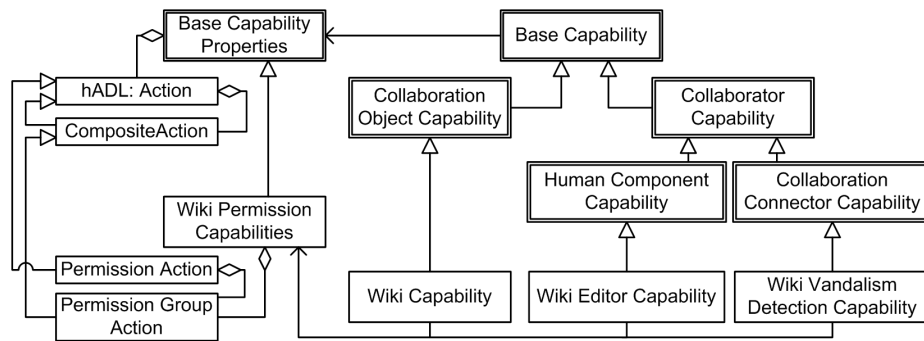 Base Capability
Properties
Base Capability
hADL: Action
Collaboration
Object Capability
Collaborator
Capability
CompositeAction
Human Component
Capability
Collaboration
Connector Capability
Wiki Permission
Capabilities
Permission Action
Permission Group
Action
Wiki Capability
Wiki Editor Capability
Wiki Vandalism
Detection Capability